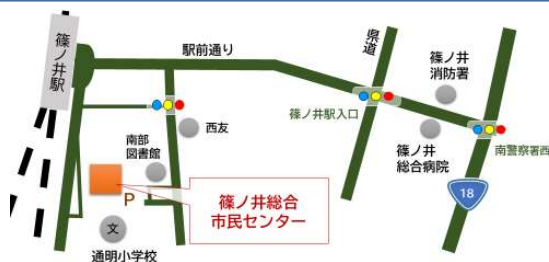 篠ノ井駅
駅前通り
県道
篠ノ井
消防署
篠ノ井駅入口
西友
南部
図書館
篠ノ井
総合病院
南警察署西
18
P
篠ノ井総合
市民センター
文
通明小学校